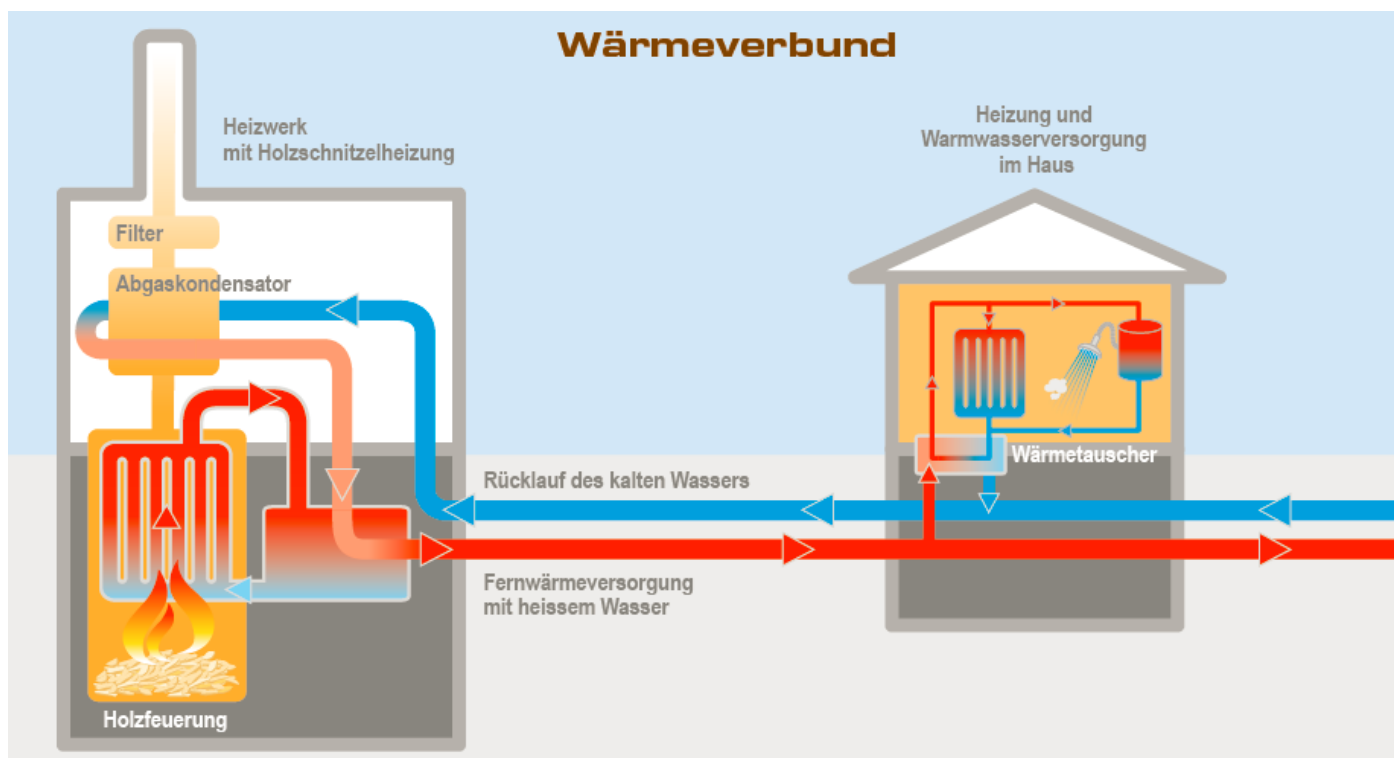 Wärmeverbund
Heizwerk
mit Holzschnitzelheizung
Heizung und
Warmwasserversorgung
im Haus
Filter
Abgaskondensator
Wärmetauscher
Rücklauf des kalten Wassers
Fernwärmeversorgung
mit heissem Wasser
Holzfeuerung